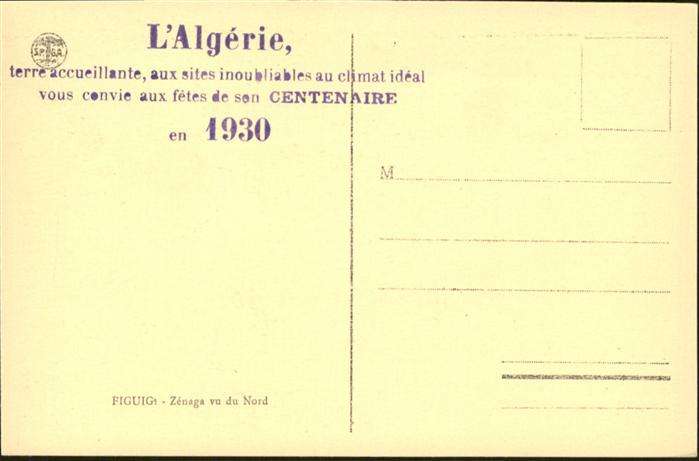 S.P.G.A.
L'Algérie,
terre accueillante, aux sites inoubliables au climat idéal
vous convie aux fêtes de son CENTENAIRE
en 1930
M
FIGUIG: - Zénaga vu du Nord